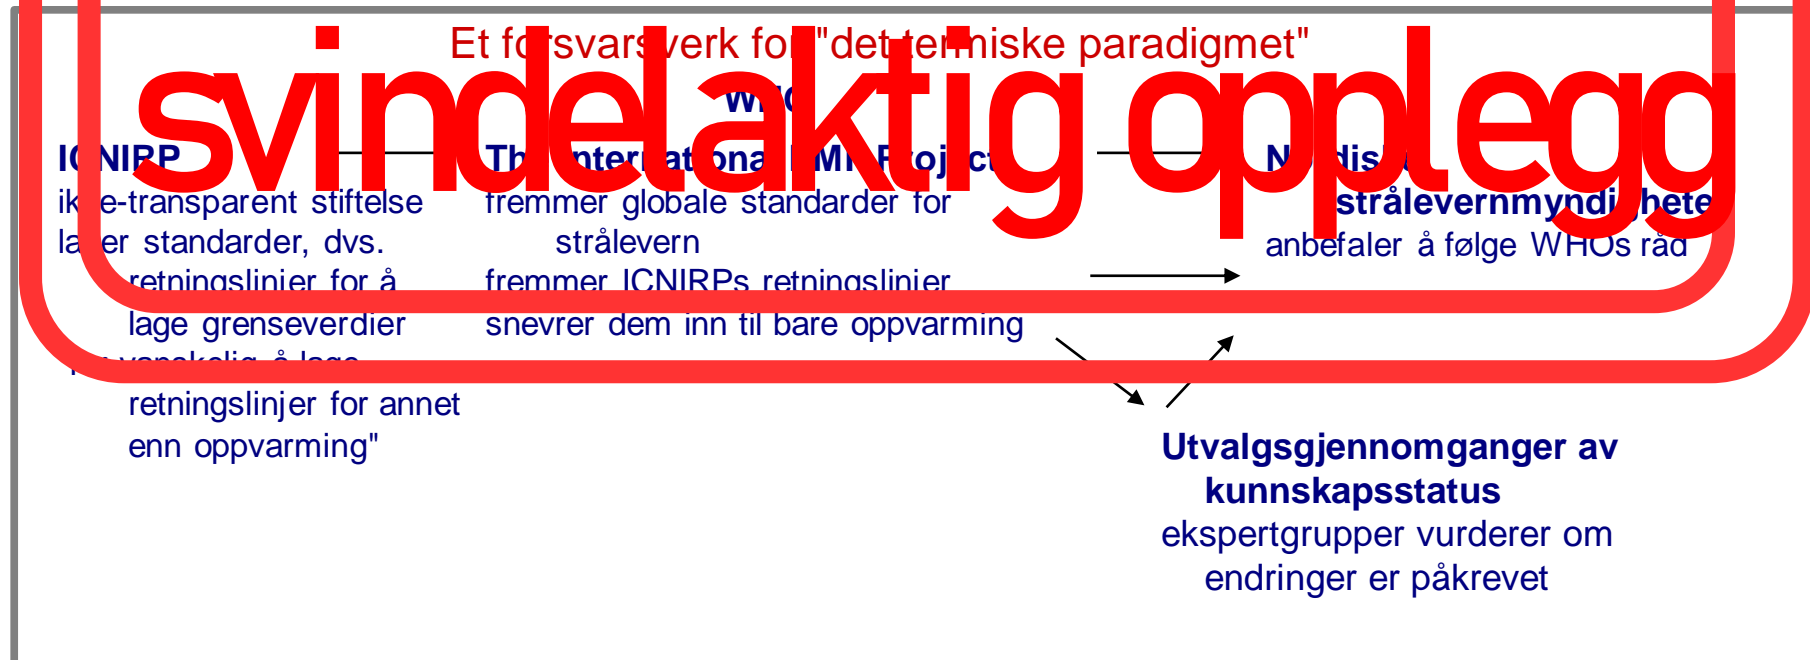 Et forsvarsverk for "det termiske paradigmet"
svindelaktig opplegg
WHO
ICNIRP
ikke-transparent stiftelse
lager standarder, dvs.
retningslinjer for å
lage grenseverdier
vanskelig å lage
retningslinjer for annet
enn oppvarming"
The International EMF Project
fremmer globale standarder for
strålevern
fremmer ICNIRPs retningslinjer
snevrer dem inn til bare oppvarming
Nordiske
strålevernmyndigheter
anbefaler å følge WHOs råd
Utvalgsgjennomganger av
kunnskapsstatus
ekspertgrupper vurderer om
endringer er påkrevet